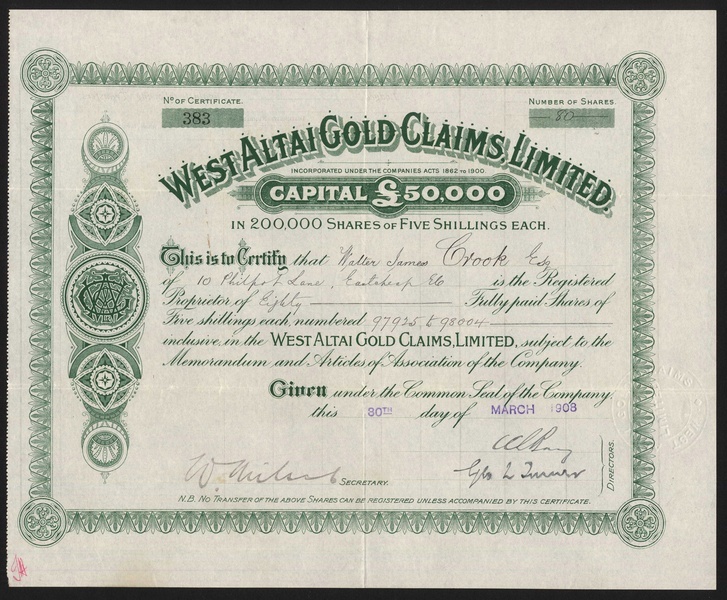 No OF CERTIFICATE.
383
NUMBER OF SHARES.
80
WEST ALTAI GOLD CLAIMS, LIMITED.
INCORPORATED UNDER THE COMPANIES ACTS 1862 TO 1900.
CAPITAL £50,000
IN 200,000 SHARES OF FIVE SHILLINGS EACH.
This is to Certify that Walter James Crook Esq
of 10 Philpot Lane, Eastcheap EC is the Registered
Proprietor of Eighty Fully paid Shares of
Five shillings each, numbered 97925 to 98004
inclusive, in the WEST ALTAI GOLD CLAIMS, LIMITED, subject to the
Memorandum and Articles of Association of the Company.
Given under the Common Seal of the Company,
this 30TH day of MARCH 1908
Geo L Turner
DIRECTORS.
SECRETARY.
N.B. NO TRANSFER OF THE ABOVE SHARES CAN BE REGISTERED UNLESS ACCOMPANIED BY THIS CERTIFICATE.